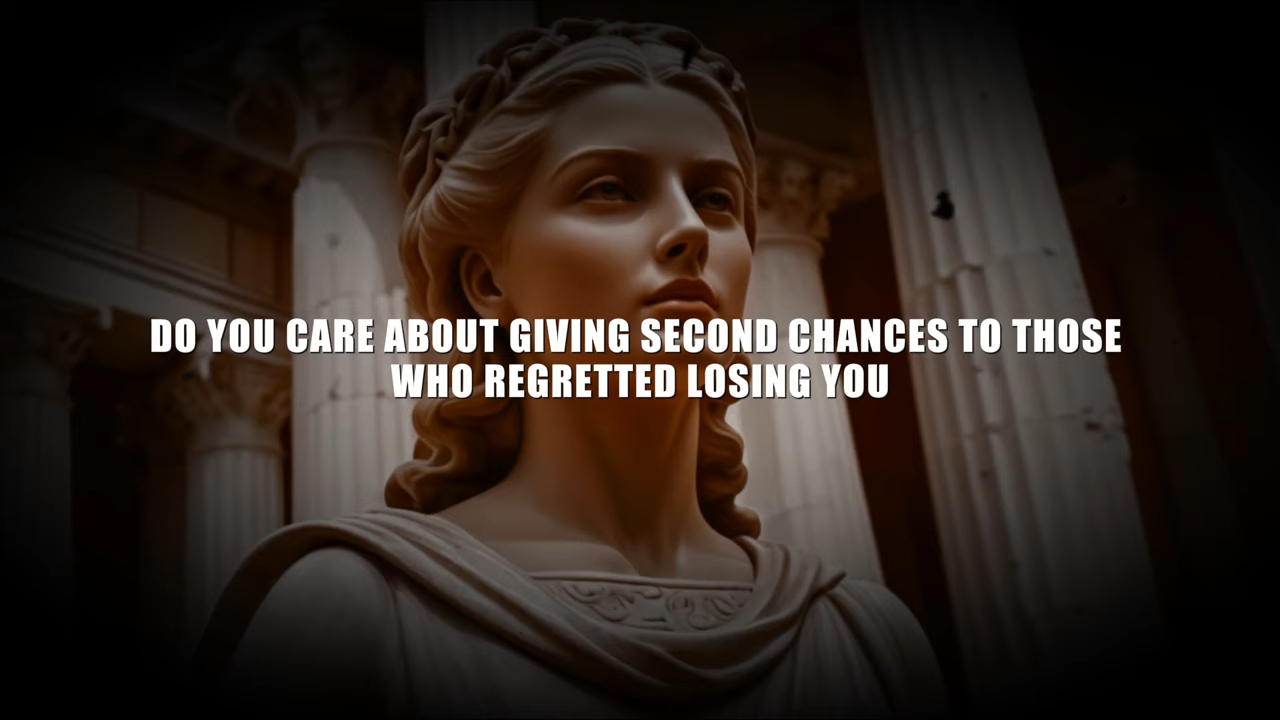 DO YOU CARE ABOUT GIVING SECOND CHANCES TO THOSE
WHO REGRETTED LOSING YOU